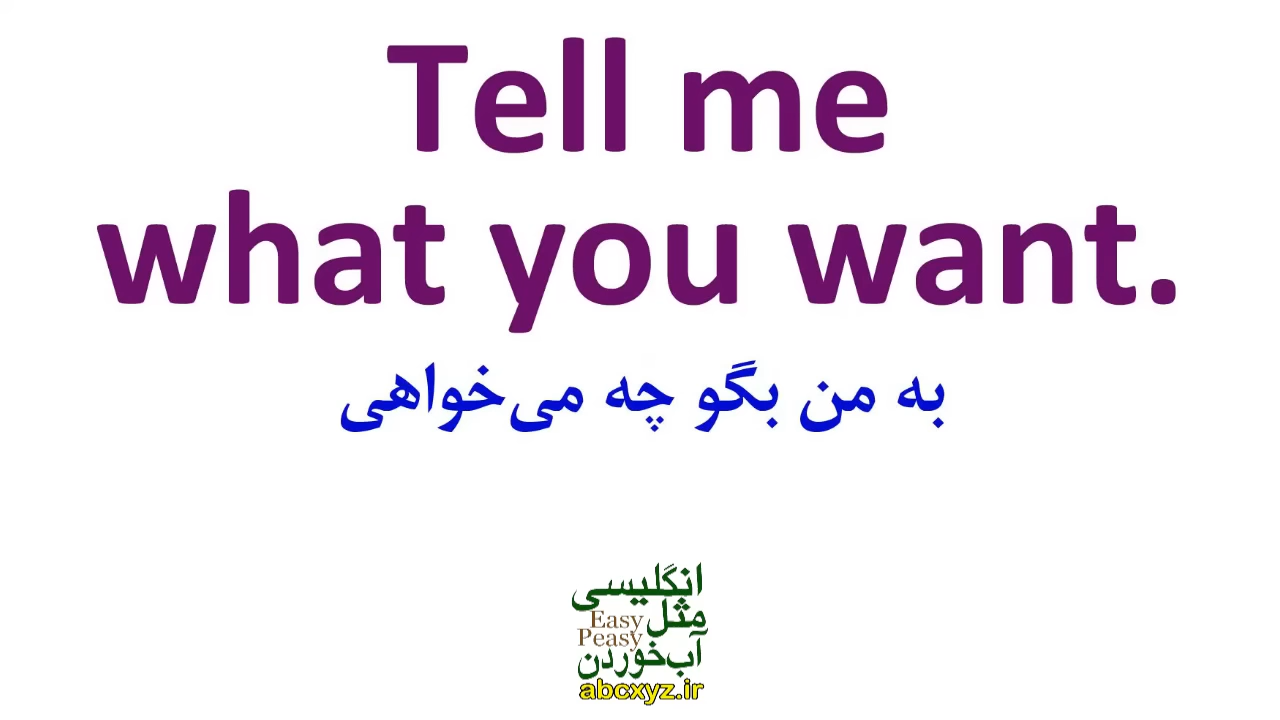 Tell me
what you want.
به من بگو چه می‌خواهی
انگلیسی
مثل
Easy
Peasy
آب‌خوردن
abcxyz.ir